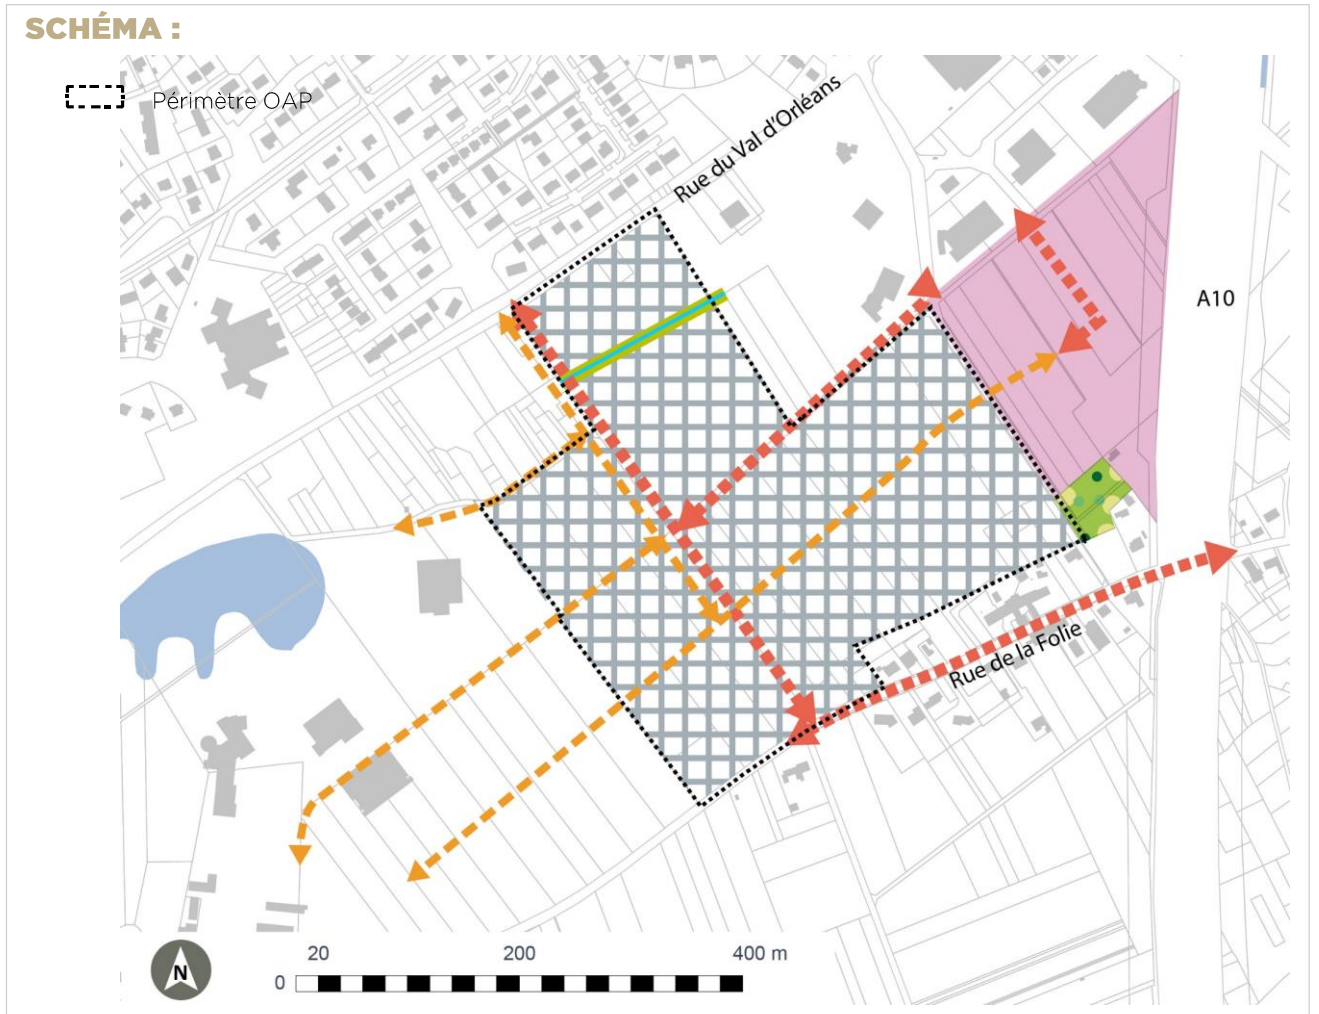 SCHÉMA :
Périmètre OAP
Rue du Val d'Orléans
A10
Rue de la Folie
N
20 200 400 m
0